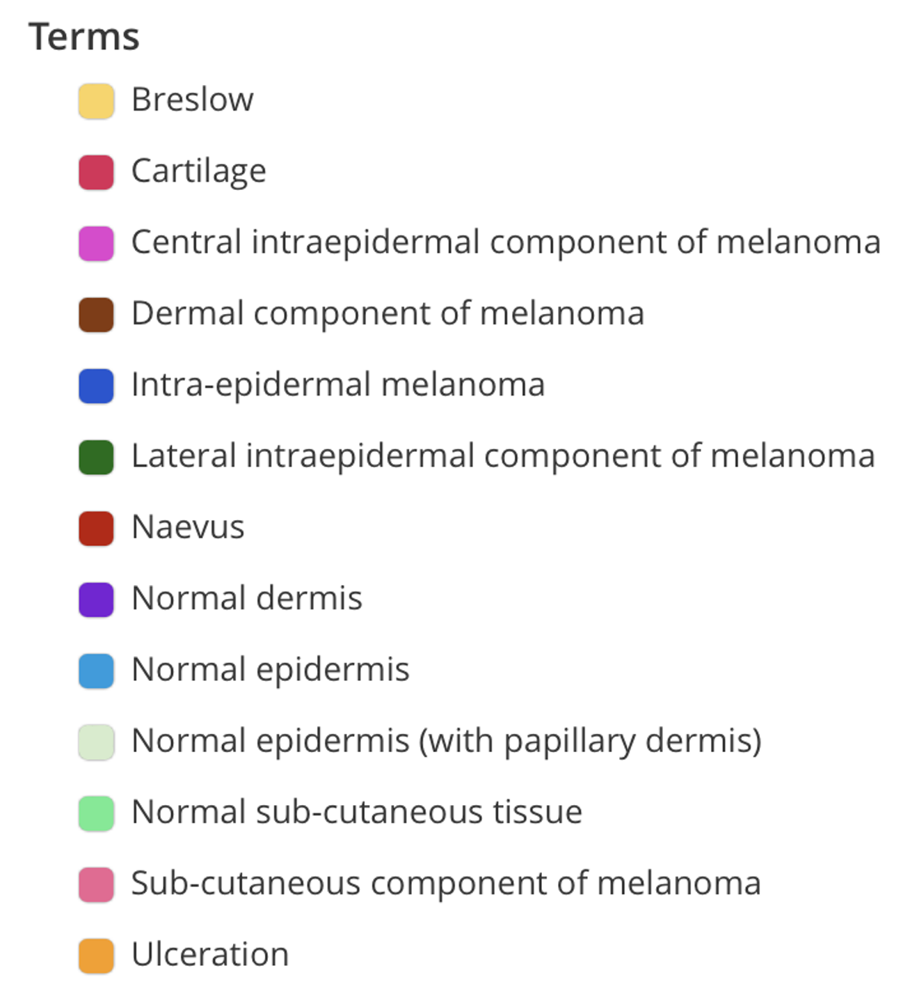 Terms
Breslow
Cartilage
Central intraepidermal component of melanoma
Dermal component of melanoma
Intra-epidermal melanoma
Lateral intraepidermal component of melanoma
Naevus
Normal dermis
Normal epidermis
Normal epidermis (with papillary dermis)
Normal sub-cutaneous tissue
Sub-cutaneous component of melanoma
Ulceration